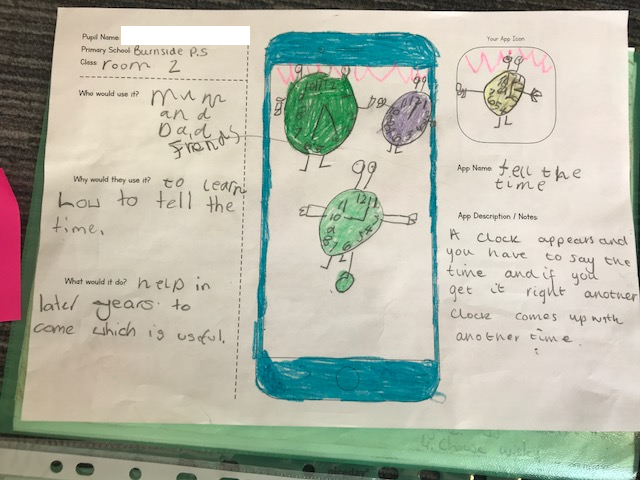 Pupil Name:
Primary School: Burnside P.S
Class: room 2
Who would use it? Mum
and
Dad
friends
Why would they use it? to learn
how to tell the
time.
What would it do? help in
later years to
come which is useful.
Your App Icon
App Name: tell the
time
App Description / Notes
A clock appears and
you have to say the
time and if you
get it right another
clock comes up with
another time.